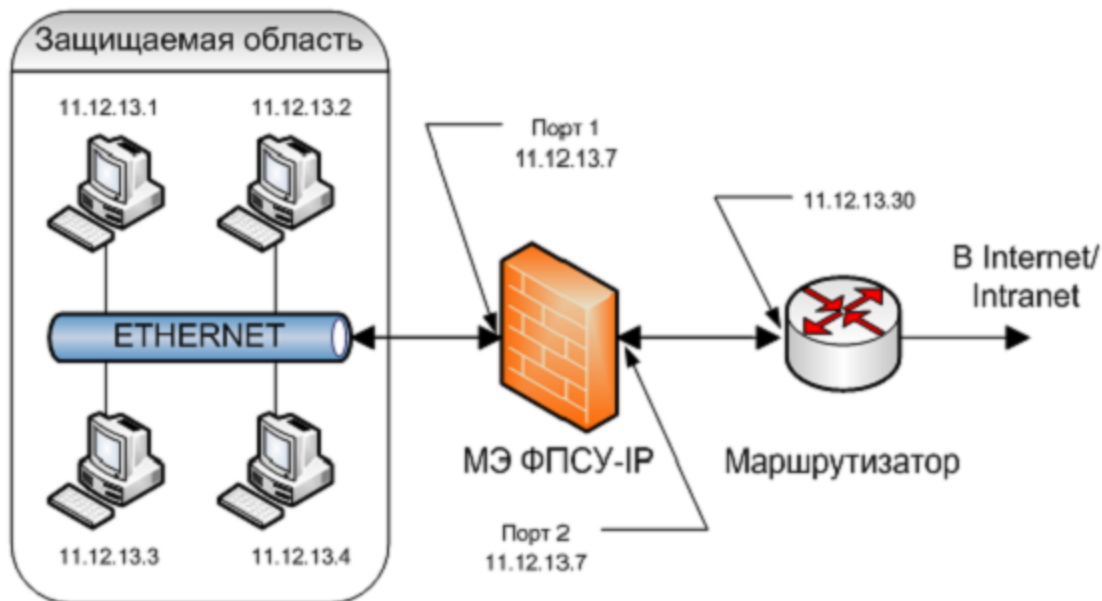 Защищаемая область
11.12.13.1
11.12.13.2
Порт 1
11.12.13.7
11.12.13.30
В Internet/
Intranet
ETHERNET
МЭ ФПСУ-IP
Маршрутизатор
11.12.13.3
11.12.13.4
Порт 2
11.12.13.7